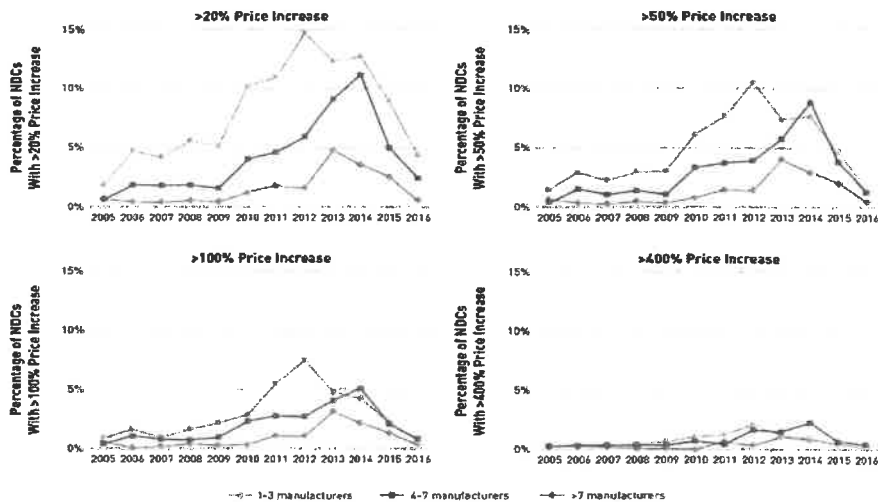 >20% Price Increase
Percentage of NDCs
With >20% Price Increase
15%
10%
5%
0%
2005 2006 2007 2008 2009 2010 2011 2012 2013 2014 2015 2016
>50% Price Increase
Percentage of NDCs
With >50% Price Increase
15%
10%
5%
0%
2005 2006 2007 2008 2009 2010 2011 2012 2013 2014 2015 2016
>100% Price Increase
Percentage of NDCs
With >100% Price Increase
15%
10%
5%
0%
2005 2006 2007 2008 2009 2010 2011 2012 2013 2014 2015 2016
>400% Price Increase
Percentage of NDCs
With >400% Price Increase
15%
10%
5%
0%
2005 2006 2007 2008 2009 2010 2011 2012 2013 2014 2015 2016
1-3 manufacturers
4-7 manufacturers
>7 manufacturers